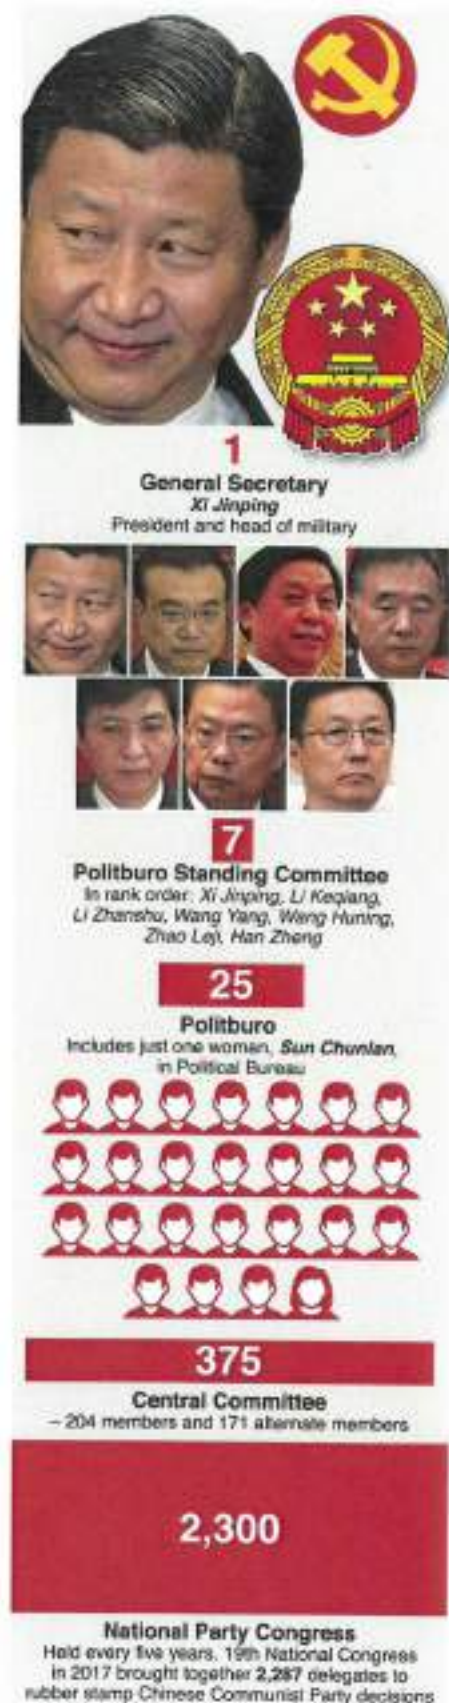 1
General Secretary
Xi Jinping
President and head of military
7
Politburo Standing Committee
In rank order: Xi Jinping, Li Keqiang,
Li Zhanshu, Wang Yang, Wang Huning,
Zhao Leji, Han Zheng
25
Politburo
Includes just one woman, Sun Chunlan,
in Political Bureau
375
Central Committee
– 204 members and 171 alternate members
2,300
National Party Congress
Held every five years. 19th National Congress
in 2017 brought together 2,287 delegates to
rubber stamp Chinese Communist Party decisions